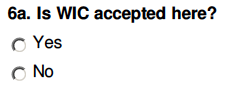 6a. Is WIC accepted here?
Yes
No